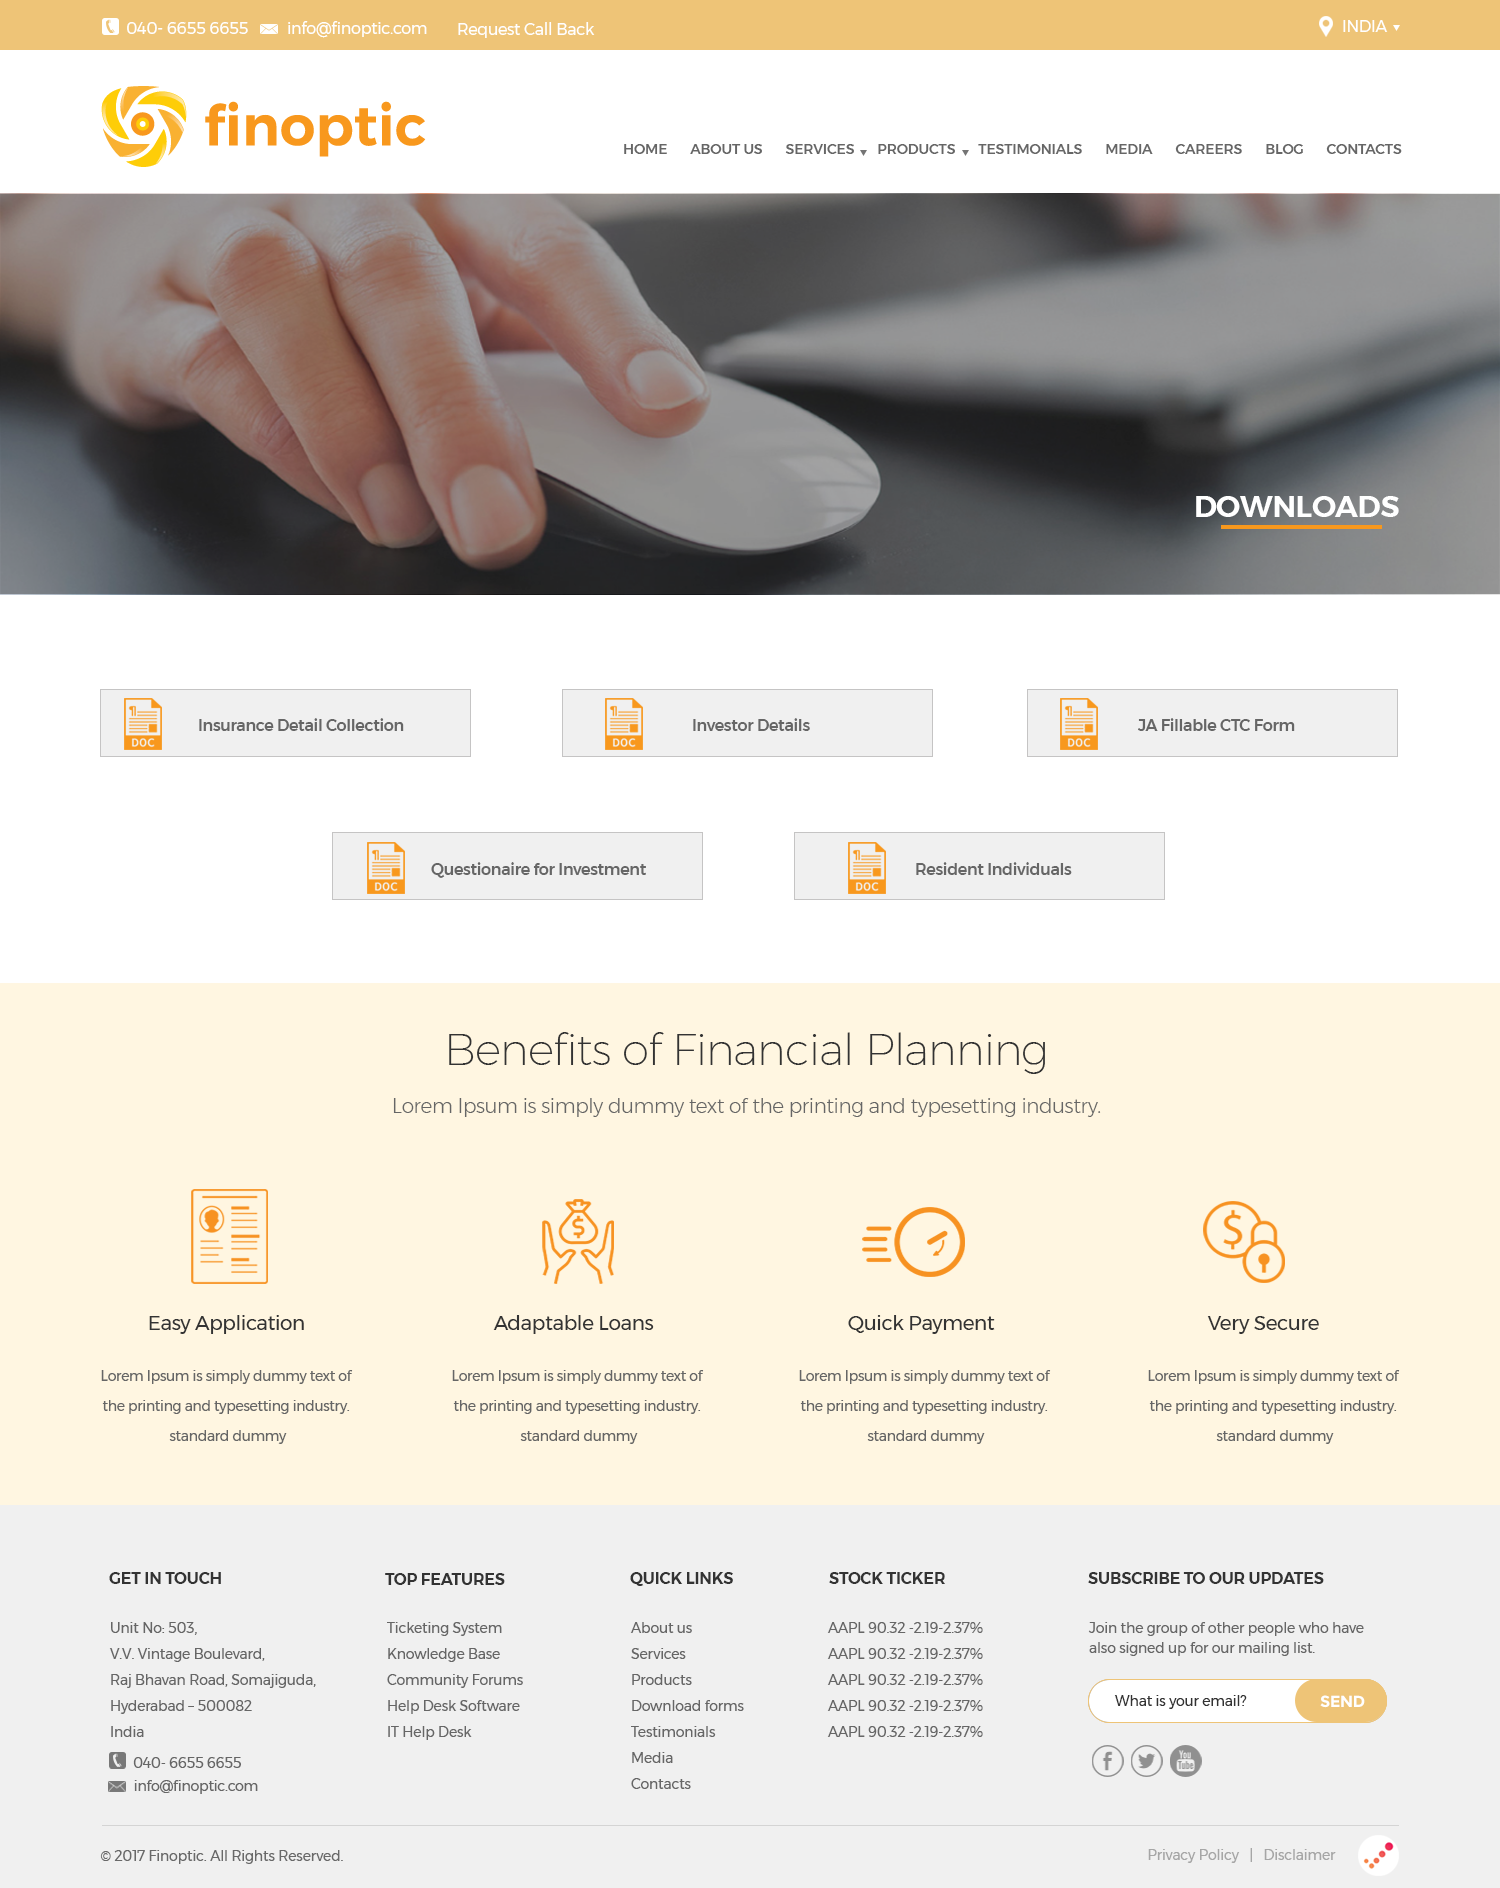 040- 6655 6655 info@finoptic.com Request Call Back INDIA
finoptic
HOME ABOUT US SERVICES PRODUCTS TESTIMONIALS MEDIA CAREERS BLOG CONTACTS
DOWNLOADS
DOC Insurance Detail Collection
DOC Investor Details
DOC JA Fillable CTC Form
DOC Questionaire for Investment
DOC Resident Individuals
Benefits of Financial Planning
Lorem Ipsum is simply dummy text of the printing and typesetting industry.
Easy Application
Lorem Ipsum is simply dummy text of
the printing and typesetting industry.
standard dummy
Adaptable Loans
Lorem Ipsum is simply dummy text of
the printing and typesetting industry.
standard dummy
Quick Payment
Lorem Ipsum is simply dummy text of
the printing and typesetting industry.
standard dummy
Very Secure
Lorem Ipsum is simply dummy text of
the printing and typesetting industry.
standard dummy
GET IN TOUCH
Unit No: 503,
V.V. Vintage Boulevard,
Raj Bhavan Road, Somajiguda,
Hyderabad – 500082
India
040- 6655 6655
info@finoptic.com
TOP FEATURES
Ticketing System
Knowledge Base
Community Forums
Help Desk Software
IT Help Desk
QUICK LINKS
About us
Services
Products
Download forms
Testimonials
Media
Contacts
STOCK TICKER
AAPL 90.32 -2.19-2.37%
AAPL 90.32 -2.19-2.37%
AAPL 90.32 -2.19-2.37%
AAPL 90.32 -2.19-2.37%
AAPL 90.32 -2.19-2.37%
SUBSCRIBE TO OUR UPDATES
Join the group of other people who have
also signed up for our mailing list.
What is your email? SEND
You
Tube
© 2017 Finoptic. All Rights Reserved.
Privacy Policy | Disclaimer